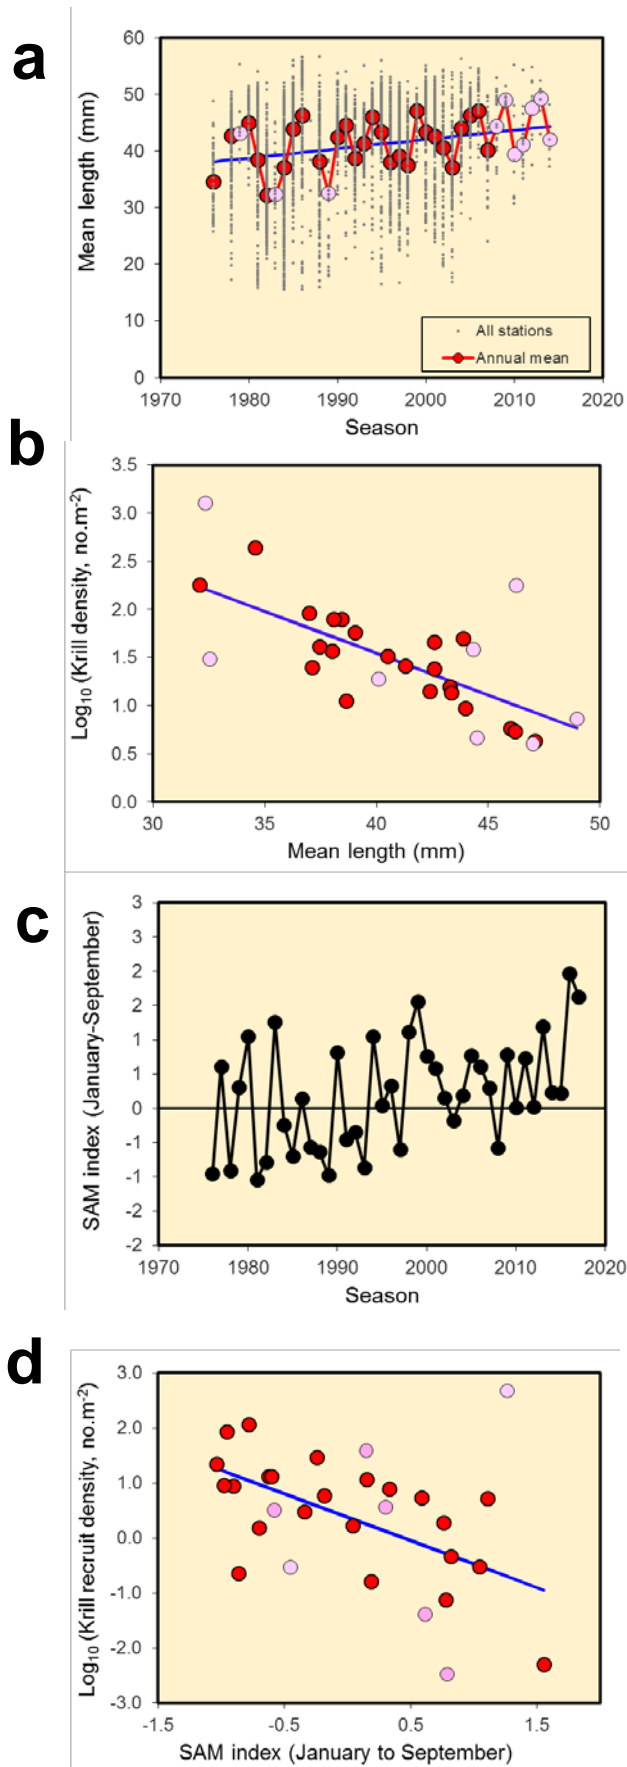 a
Mean length (mm)
60
50
40
30
20
10
0
All stations
Annual mean
1970 1980 1990 2000 2010 2020
Season
b
Log10 (Krill density, no.m-2)
3.5
3.0
2.5
2.0
1.5
1.0
0.5
0.0
30 35 40 45 50
Mean length (mm)
c
SAM index (January-September)
3
3
2
2
1
1
0
-1
-1
-2
-2
1970 1980 1990 2000 2010 2020
Season
d
Log10 (Krill recruit density, no.m-2)
3.0
2.0
1.0
0.0
-1.0
-2.0
-3.0
-1.5 -0.5 0.5 1.5
SAM index (January to September)